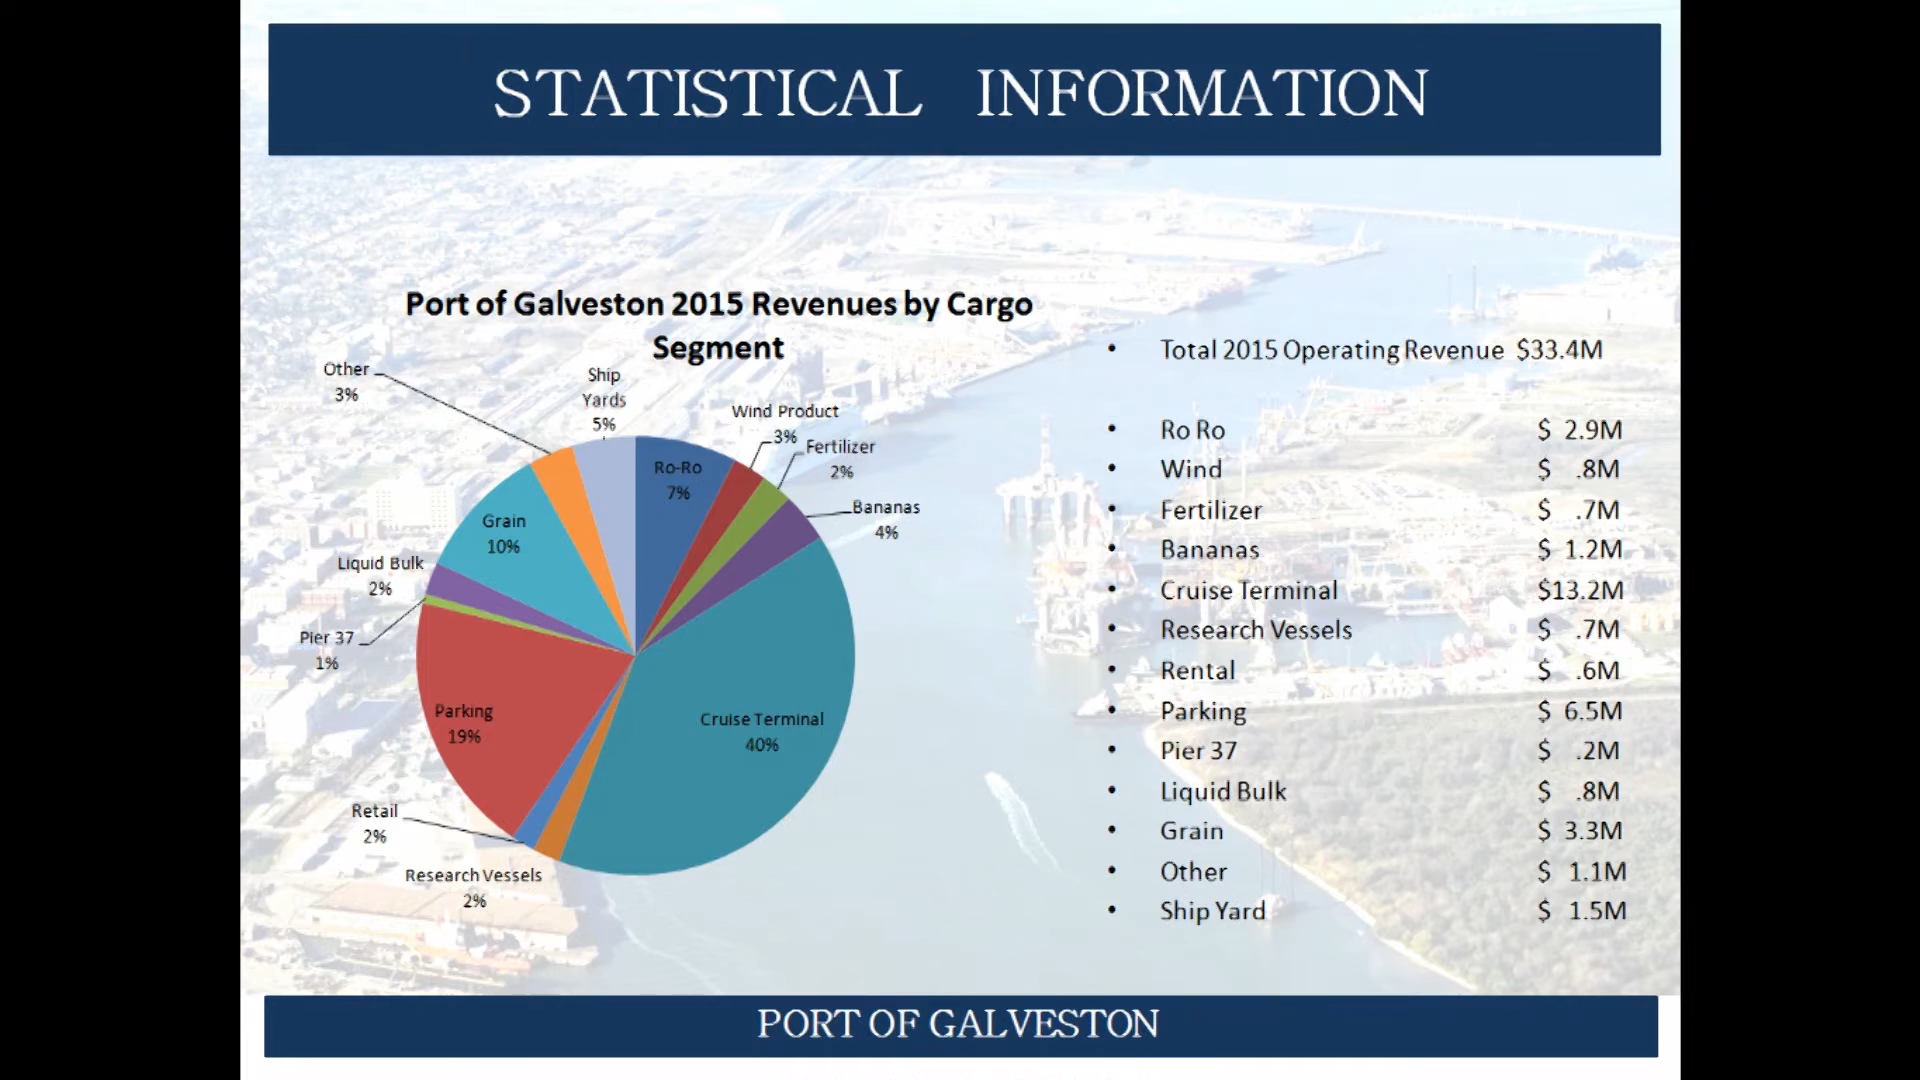 STATISTICAL INFORMATION
Port of Galveston 2015 Revenues by Cargo
Segment
Other
3%
Ship
Yards
5%
Wind Product
3%
Fertilizer
2%
Bananas
4%
Ro-Ro
7%
Grain
10%
Liquid Bulk
2%
Pier 37
1%
Parking
19%
Cruise Terminal
40%
Retail
2%
Research Vessels
2%
• Total 2015 Operating Revenue $33.4M
• Ro Ro $ 2.9M
• Wind $ .8M
• Fertilizer $ .7M
• Bananas $ 1.2M
• Cruise Terminal $13.2M
• Research Vessels $ .7M
• Rental $ .6M
• Parking $ 6.5M
• Pier 37 $ .2M
• Liquid Bulk $ .8M
• Grain $ 3.3M
• Other $ 1.1M
• Ship Yard $ 1.5M
PORT OF GALVESTON